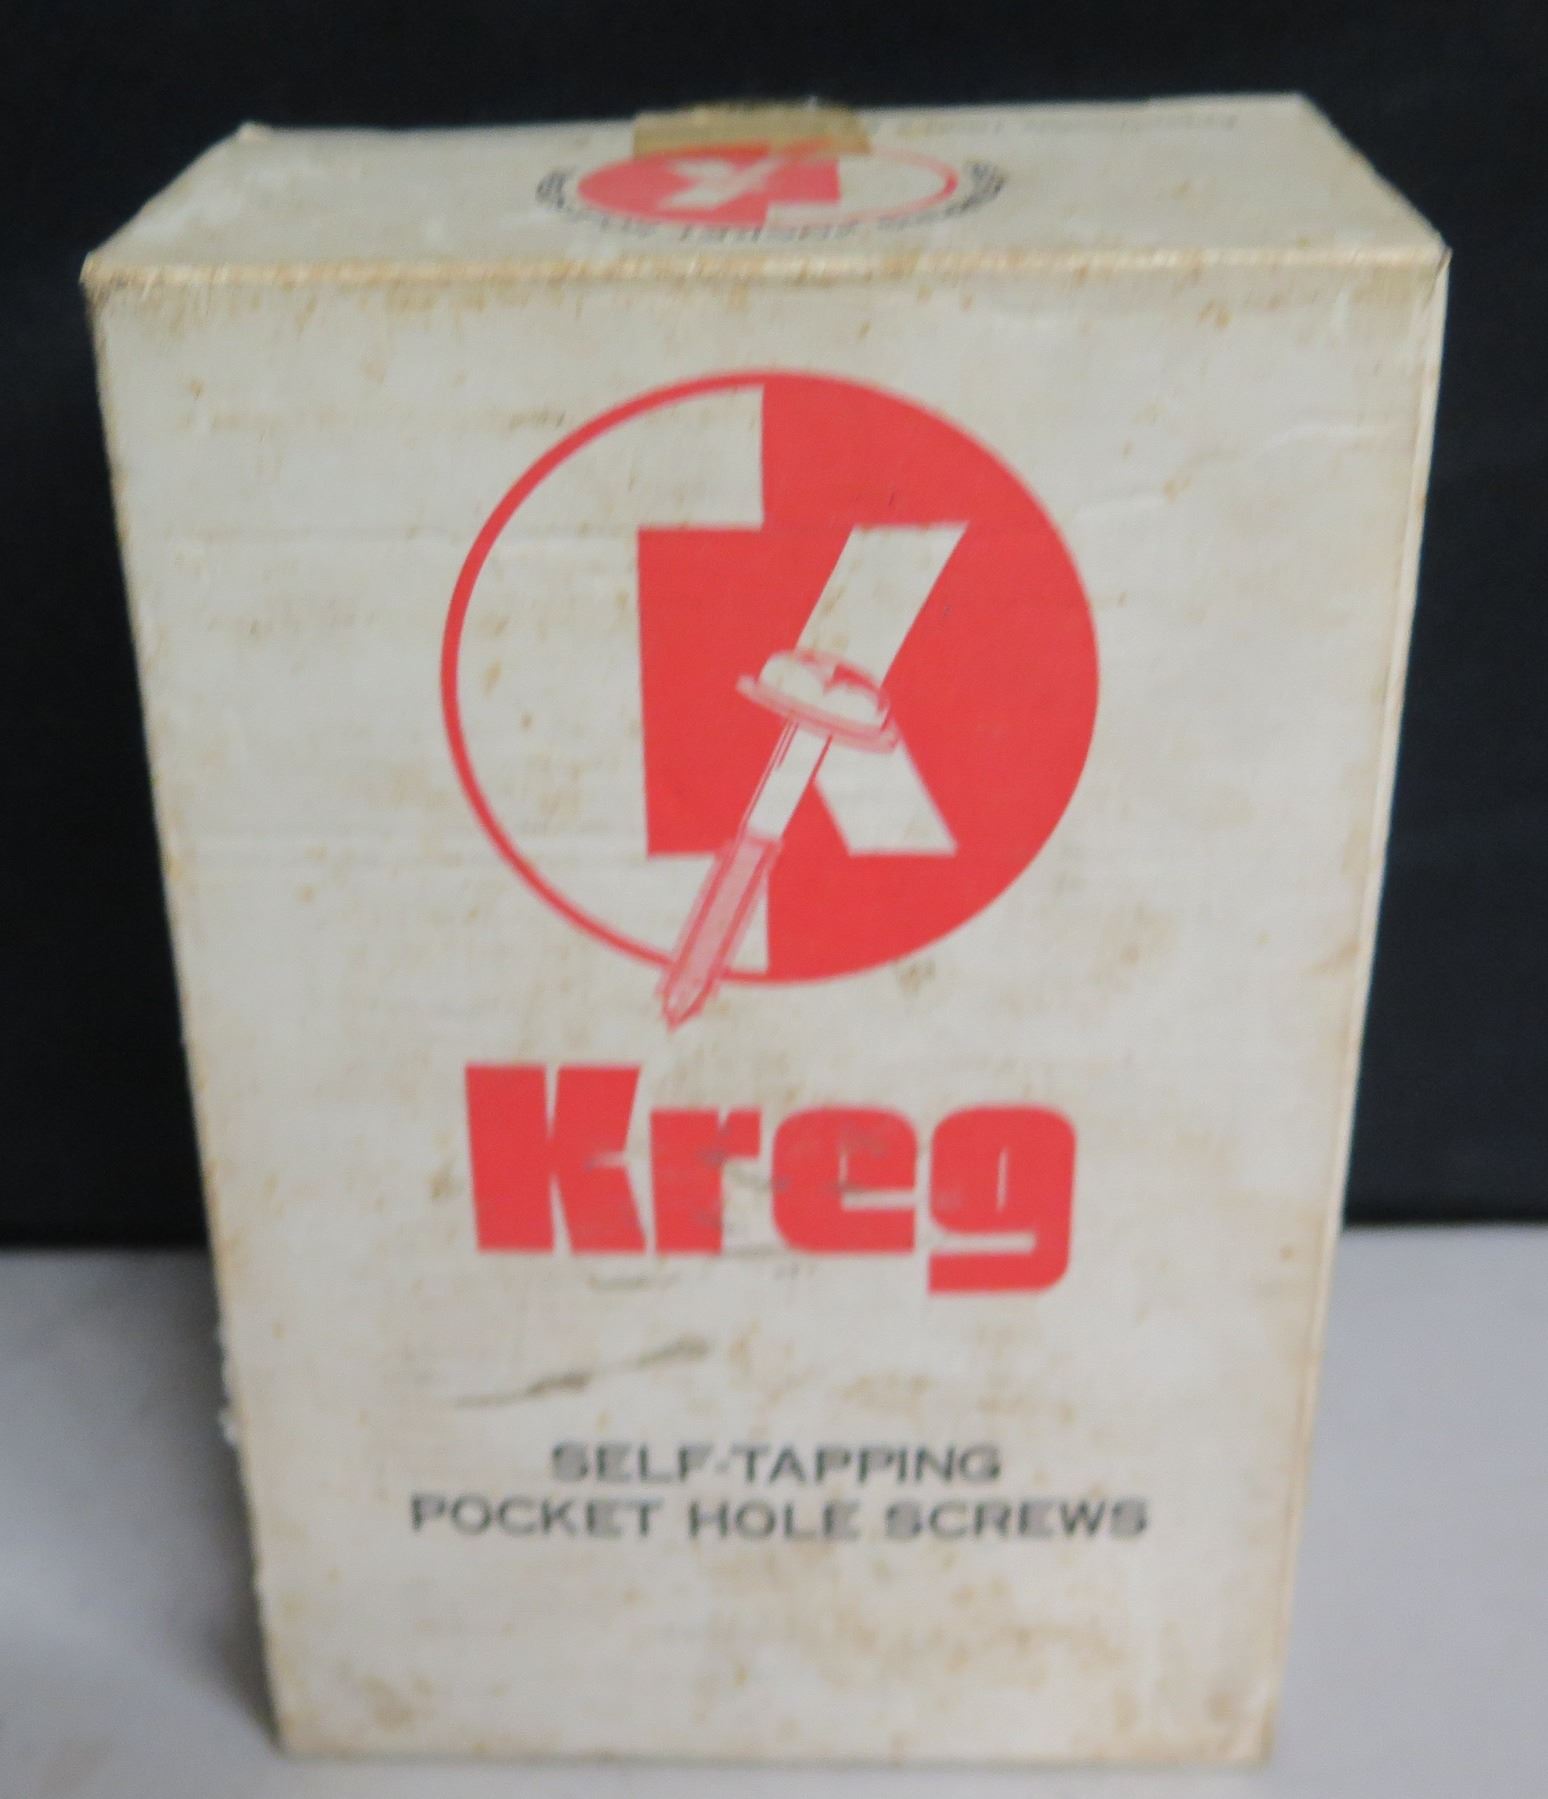 K
Kreg
SELF-TAPPING
POCKET HOLE SCREWS